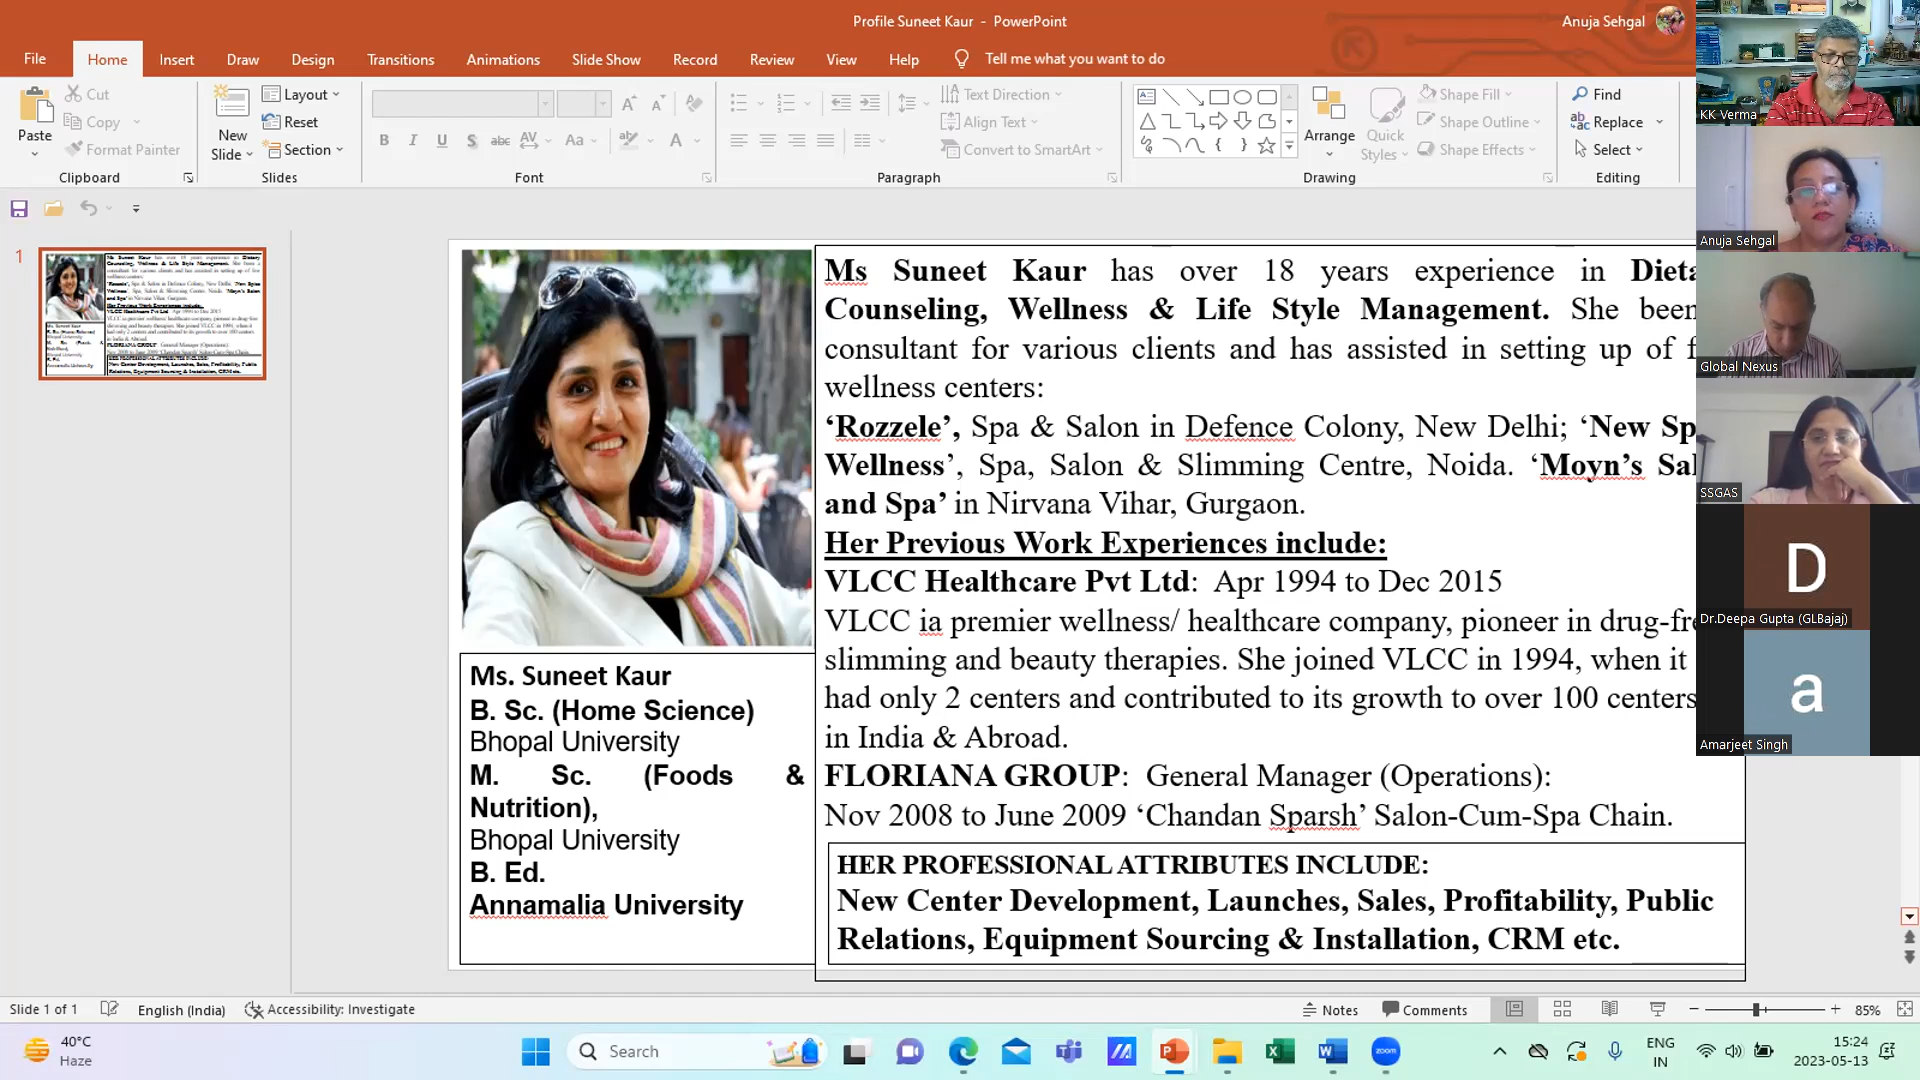 Profile Suneet Kaur - PowerPoint
Anuja Sehgal
File Home Insert Draw Design Transitions Animations Slide Show Record Review View Help Tell me what you want to do
Paste
Cut
Copy
Format Painter
Clipboard
New
Slide
Layout
Reset
Section
Slides
B I U S abc AV Aa A
Font
Text Direction
Align Text
Convert to SmartArt
Paragraph
Arrange
Quick
Styles
Shape Fill
Shape Outline
Shape Effects
Drawing
Find
Replace
Select
Editing
1
Ms Suneet Kaur has over 18 years experience in Dieta
Counseling, Wellness & Life Style Management. She been
consultant for various clients and has assisted in setting up of f
wellness centers:
‘Rozzele’, Spa & Salon in Defence Colony, New Delhi; ‘New Sp
Wellness’, Spa, Salon & Slimming Centre, Noida. ‘Moyn’s Sal
and Spa’ in Nirvana Vihar, Gurgaon.
Her Previous Work Experiences include:
VLCC Healthcare Pvt Ltd: Apr 1994 to Dec 2015
VLCC ia premier wellness/ healthcare company, pioneer in drug-fre
slimming and beauty therapies. She joined VLCC in 1994, when it
had only 2 centers and contributed to its growth to over 100 centers
in India & Abroad.
FLORIANA GROUP: General Manager (Operations):
Nov 2008 to June 2009 ‘Chandan Sparsh’ Salon-Cum-Spa Chain.
HER PROFESSIONAL ATTRIBUTES INCLUDE:
New Center Development, Launches, Sales, Profitability, Public
Relations, Equipment Sourcing & Installation, CRM etc.
Ms. Suneet Kaur
B. Sc. (Home Science)
Bhopal University
M. Sc. (Foods &
Nutrition),
Bhopal University
B. Ed.
Annamalia University
KK Verma
Anuja Sehgal
Global Nexus
SSGAS
D
Dr.Deepa Gupta (GLBajaj)
a
Amarjeet Singh
Slide 1 of 1 English (India) Accessibility: Investigate Notes Comments 85%
40°C
Haze
Search
zoom
ENG
IN
15:24
2023-05-13